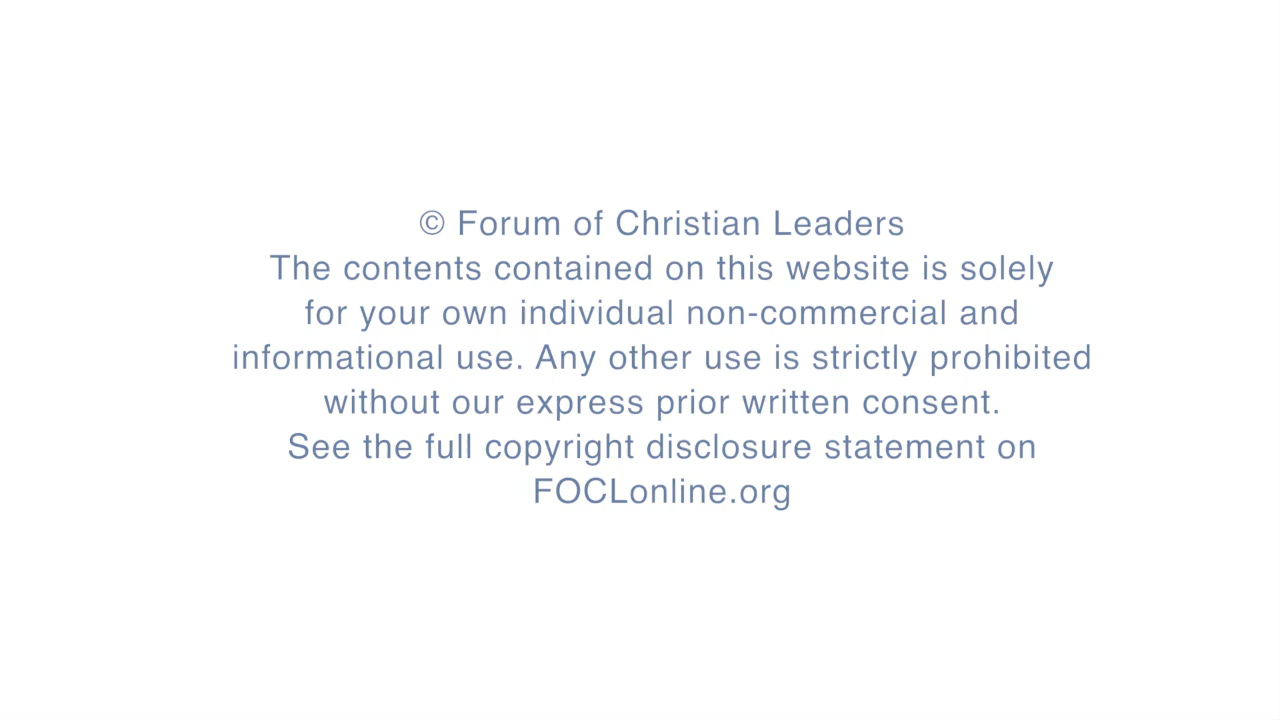 © Forum of Christian Leaders
The contents contained on this website is solely
for your own individual non-commercial and
informational use. Any other use is strictly prohibited
without our express prior written consent.
See the full copyright disclosure statement on
FOCLonline.org